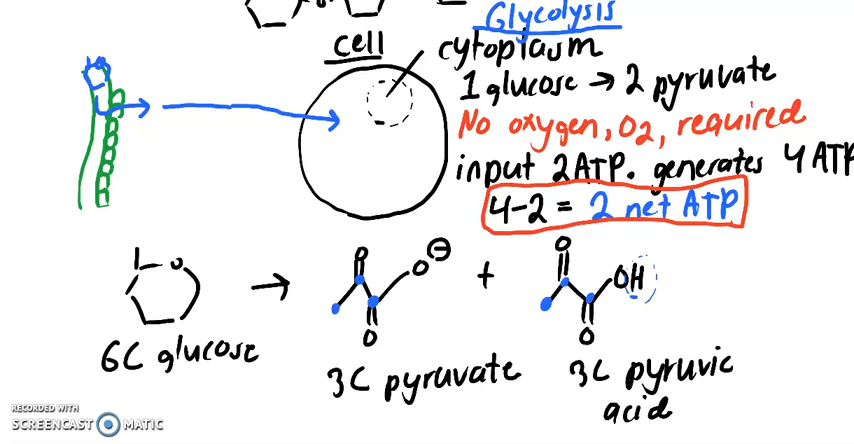 Glycolysis
cell
cytoplasm
1 glucose → 2 pyruvate
No oxygen, O2, required
input 2ATP. generates 4 ATP
4-2 = 2 net ATP
O
O⊖
O
+
O
OH
O
O
6C glucose
3C pyruvate
3C pyruvic
acid
RECORDED WITH
SCREENCAST MATIC